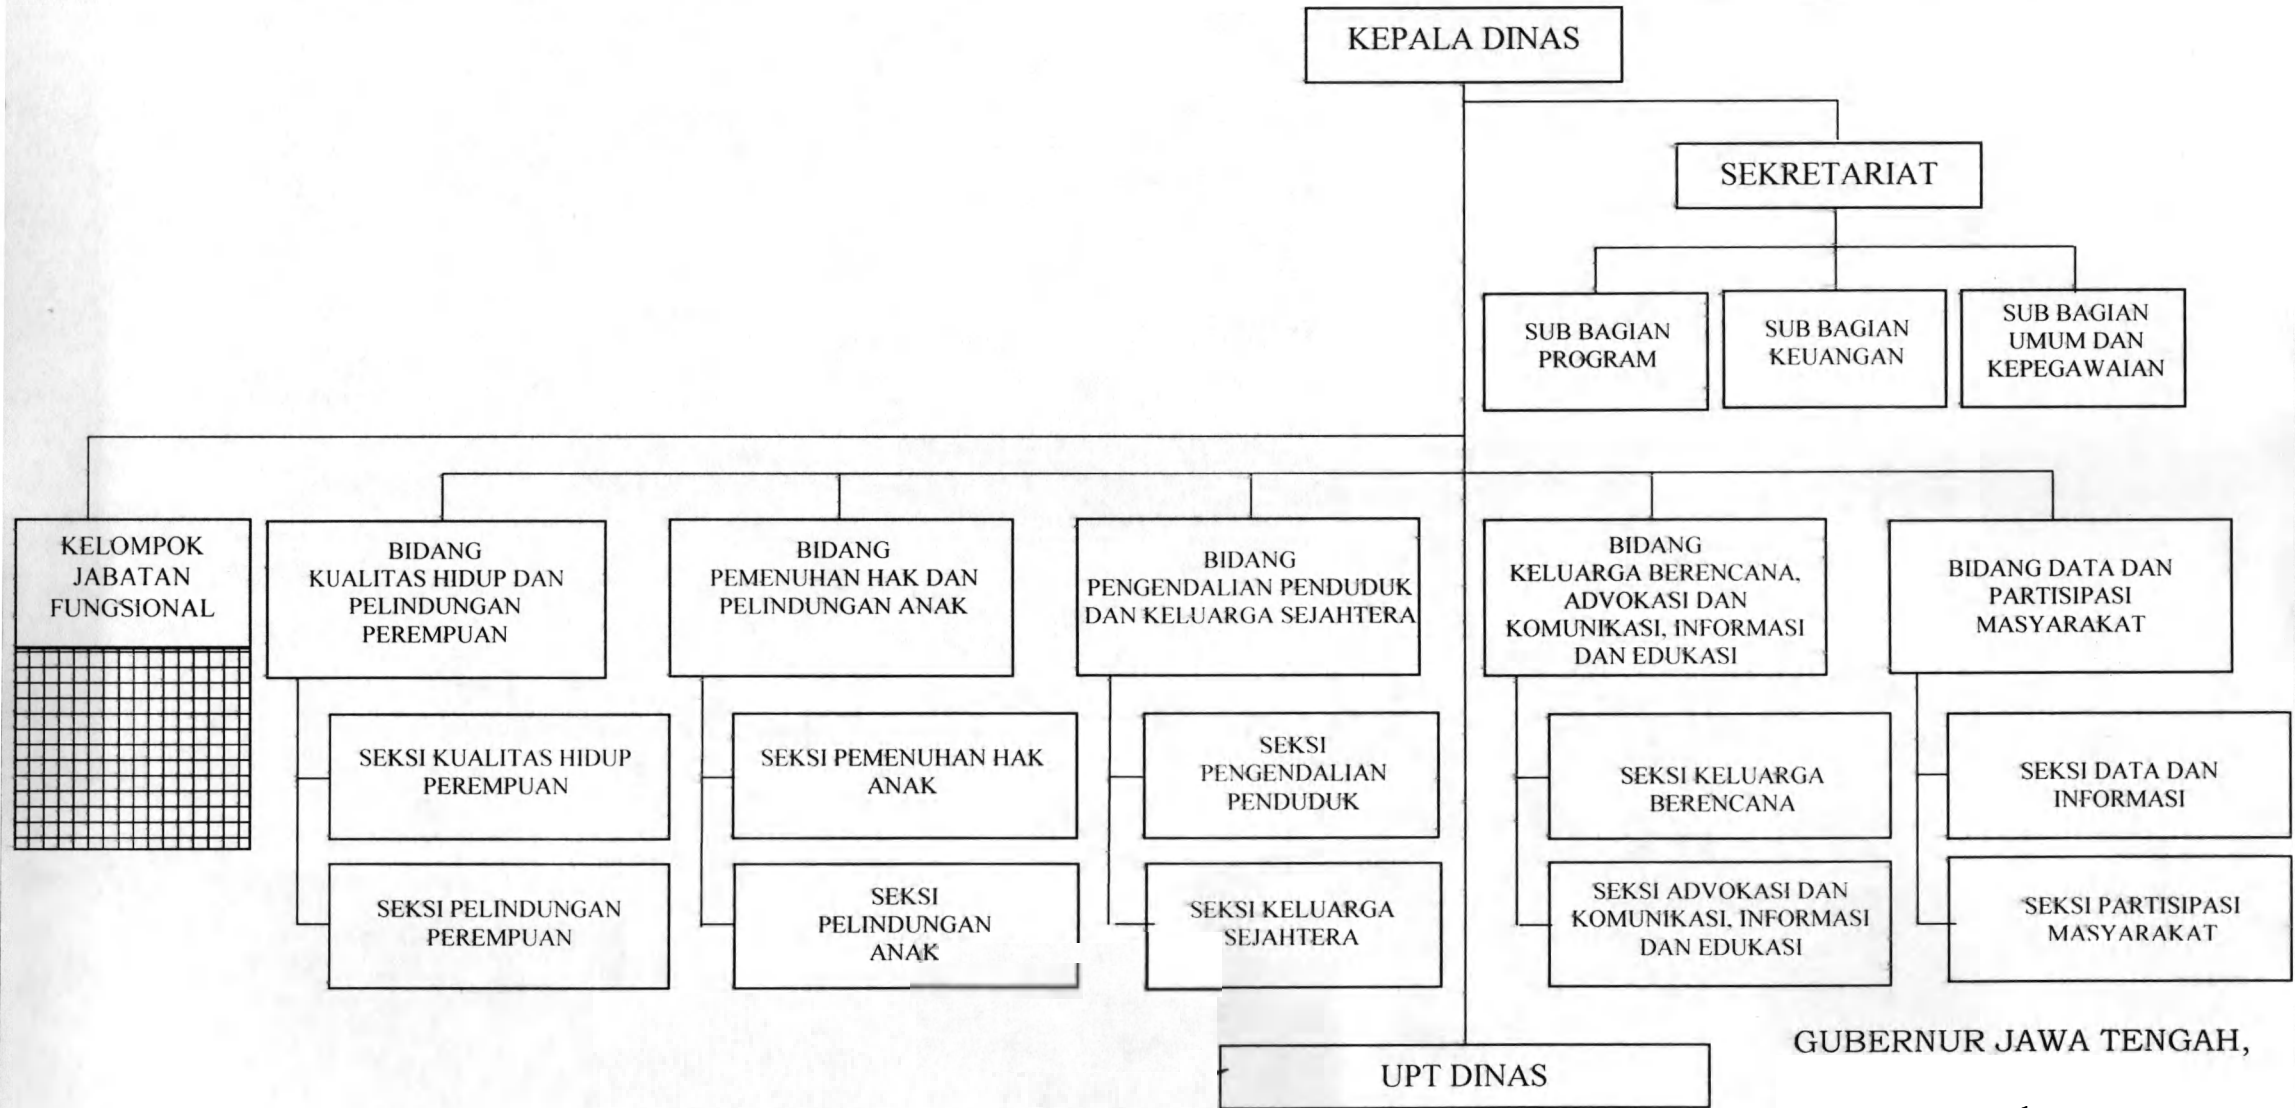 KEPALA DINAS
SEKRETARIAT
SUB BAGIAN
PROGRAM
SUB BAGIAN
KEUANGAN
SUB BAGIAN
UMUM DAN
KEPEGAWAIAN
KELOMPOK
JABATAN
FUNGSIONAL
BIDANG
KUALITAS HIDUP DAN
PELINDUNGAN
PEREMPUAN
BIDANG
PEMENUHAN HAK DAN
PELINDUNGAN ANAK
BIDANG
PENGENDALIAN PENDUDUK
DAN KELUARGA SEJAHTERA
BIDANG
KELUARGA BERENCANA,
ADVOKASI DAN
KOMUNIKASI, INFORMASI
DAN EDUKASI
BIDANG DATA DAN
PARTISIPASI
MASYARAKAT
SEKSI KUALITAS HIDUP
PEREMPUAN
SEKSI PEMENUHAN HAK
ANAK
SEKSI
PENGENDALIAN
PENDUDUK
SEKSI KELUARGA
BERENCANA
SEKSI DATA DAN
INFORMASI
SEKSI PELINDUNGAN
PEREMPUAN
SEKSI
PELINDUNGAN
ANAK
SEKSI KELUARGA
SEJAHTERA
SEKSI ADVOKASI DAN
KOMUNIKASI, INFORMASI
DAN EDUKASI
SEKSI PARTISIPASI
MASYARAKAT
GUBERNUR JAWA TENGAH,
UPT DINAS